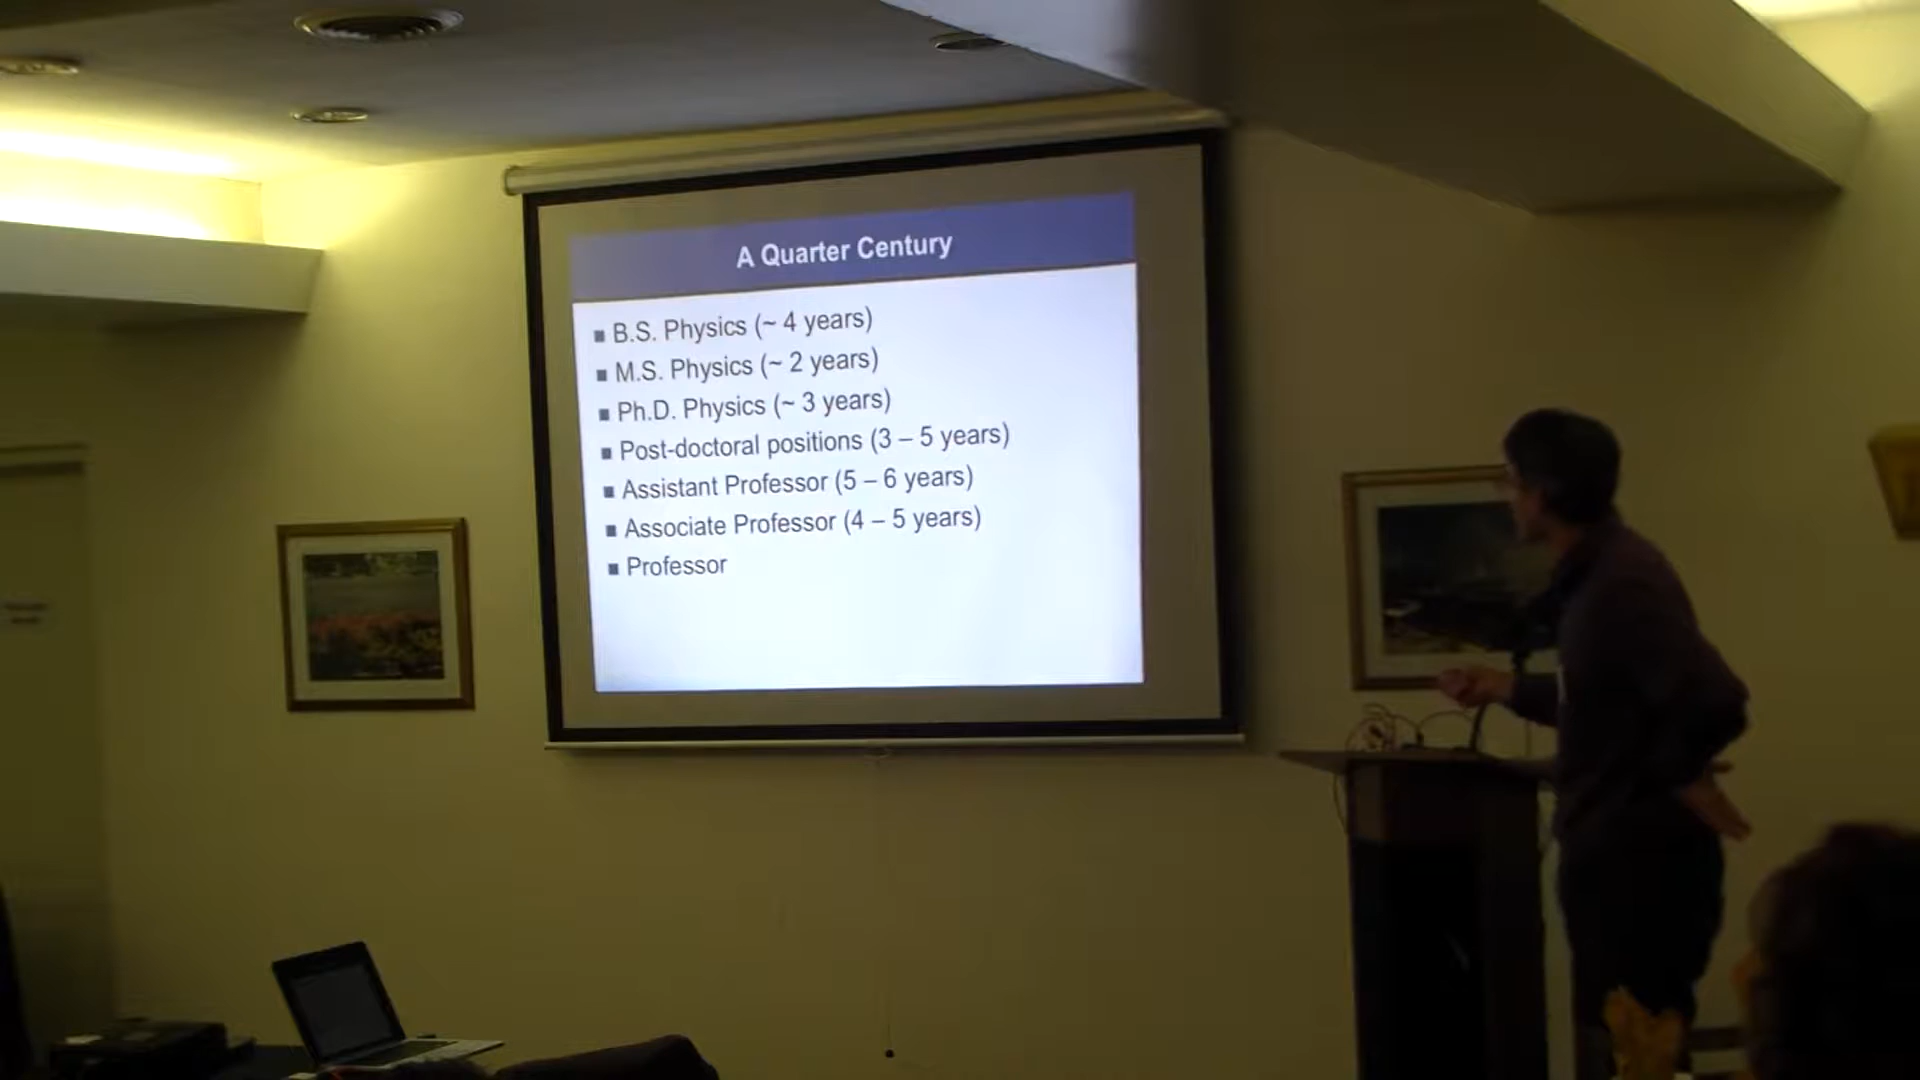 A Quarter Century
■ B.S. Physics (~ 4 years)
■ M.S. Physics (~ 2 years)
■ Ph.D. Physics (~ 3 years)
■ Post-doctoral positions (3 – 5 years)
■ Assistant Professor (5 – 6 years)
■ Associate Professor (4 – 5 years)
■ Professor